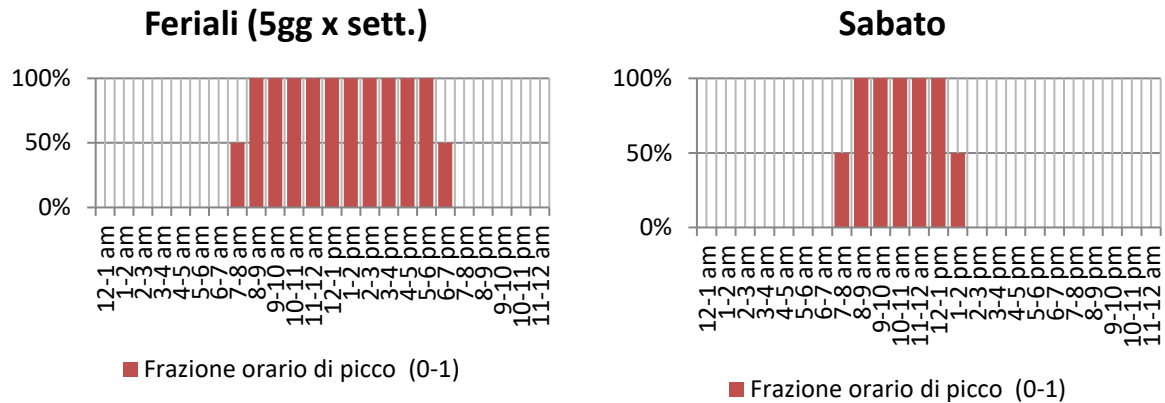 Feriali (5gg x sett.)
100%
50%
0%
12-1 am
1-2 am
2-3 am
3-4 am
4-5 am
5-6 am
6-7 am
7-8 am
8-9 am
9-10 am
10-11 am
11-12 am
12-1 pm
1-2 pm
2-3 pm
3-4 pm
4-5 pm
5-6 pm
6-7 pm
7-8 pm
8-9 pm
9-10 pm
10-11 pm
11-12 am
Frazione orario di picco (0-1)
Sabato
100%
50%
0%
12-1 am
1-2 am
2-3 am
3-4 am
4-5 am
5-6 am
6-7 am
7-8 am
8-9 am
9-10 am
10-11 am
11-12 am
12-1 pm
1-2 pm
2-3 pm
3-4 pm
4-5 pm
5-6 pm
6-7 pm
7-8 pm
8-9 pm
9-10 pm
10-11 pm
11-12 am
Frazione orario di picco (0-1)